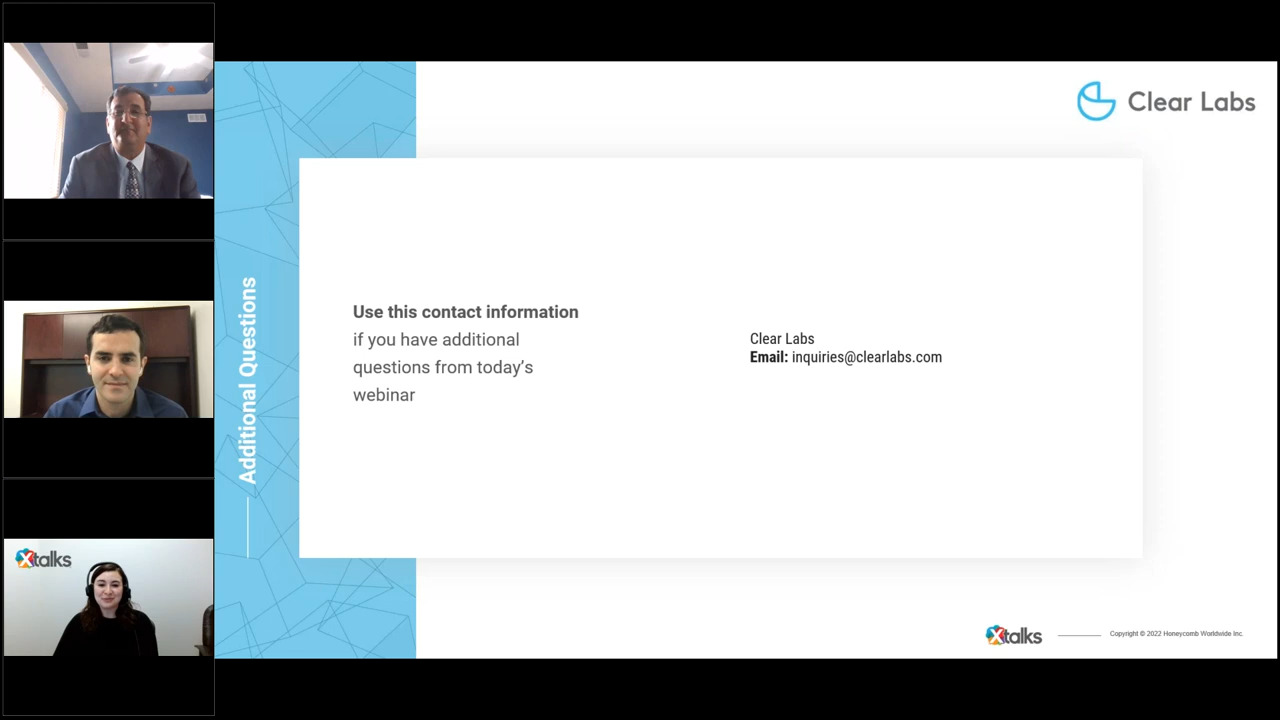 Clear Labs
Additional Questions
Use this contact information
if you have additional
questions from today’s
webinar
Clear Labs
Email: inquiries@clearlabs.com
Xtalks
Xtalks
Copyright © 2022 Honeycomb Worldwide Inc.